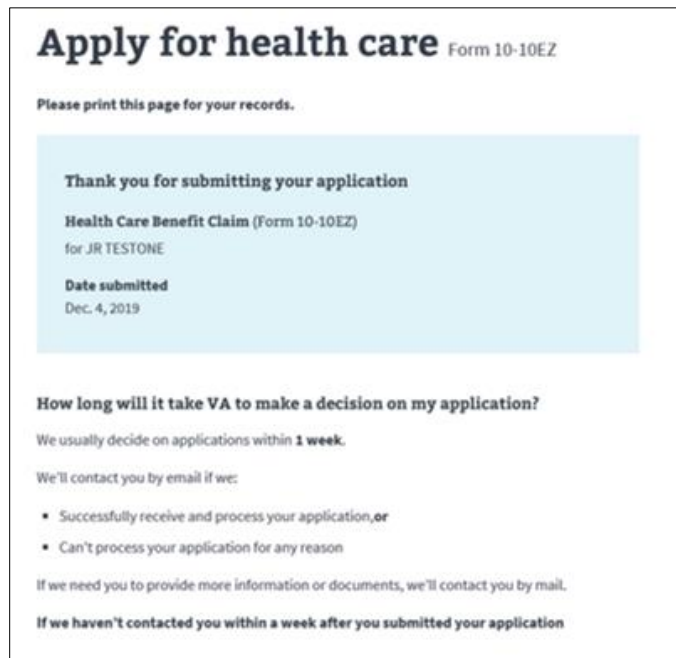 Apply for health care Form 10-10EZ
Please print this page for your records.
Thank you for submitting your application
Health Care Benefit Claim (Form 10-10EZ)
for JR TESTONE
Date submitted
Dec. 4, 2019
How long will it take VA to make a decision on my application?
We usually decide on applications within 1 week.
We'll contact you by email if we:
▪ Successfully receive and process your application,or
▪ Can't process your application for any reason
If we need you to provide more information or documents, we'll contact you by mail.
If we haven't contacted you within a week after you submitted your application